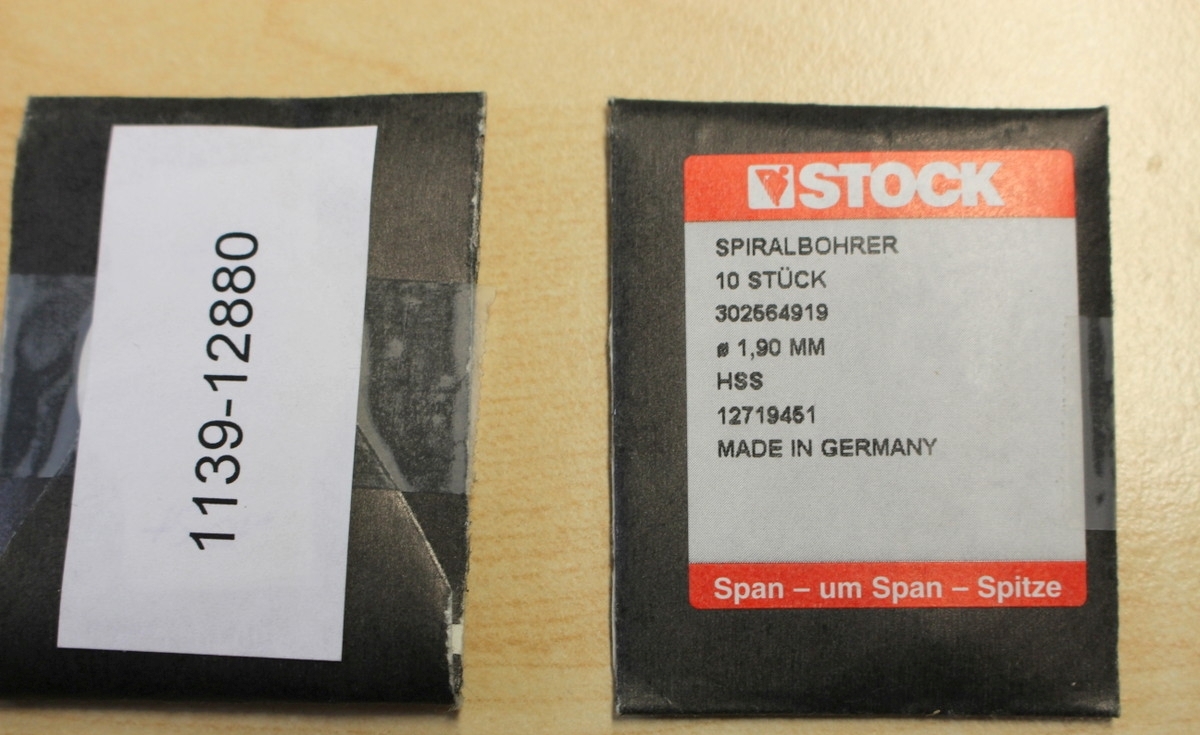 1139-12880
STOCK
SPIRALBOHRER
10 STÜCK
302564919
ø 1,90 MM
HSS
12719451
MADE IN GERMANY
Span – um Span – Spitze